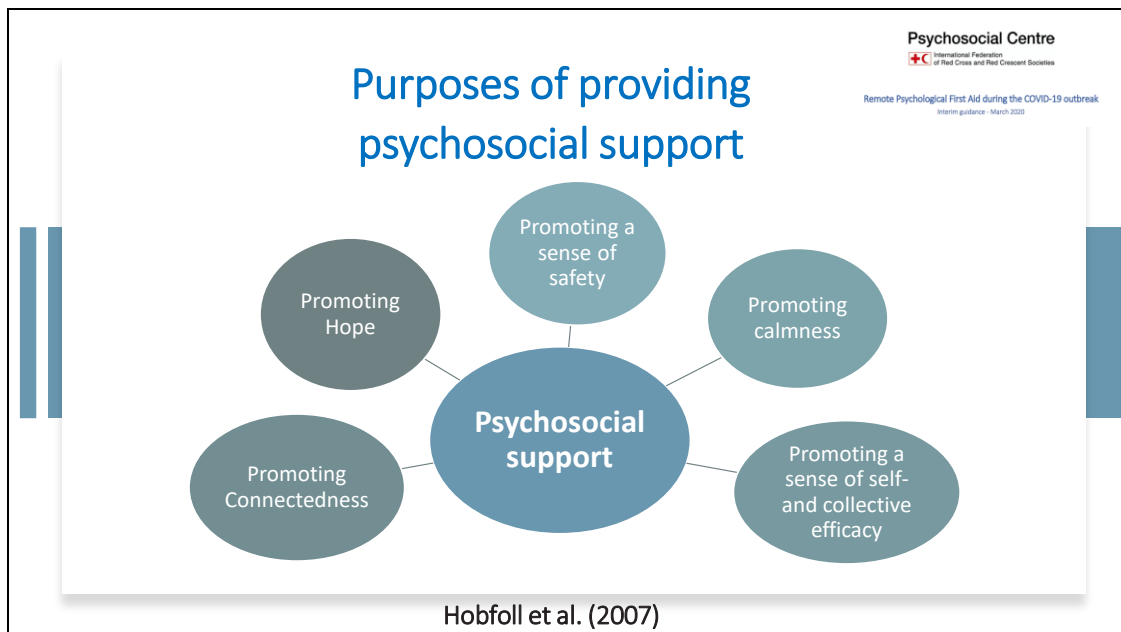 Psychosocial Centre
International Federation
of Red Cross and Red Crescent Societies
Remote Psychological First Aid during the COVID-19 outbreak
Interim guidance - March 2020
Purposes of providing
psychosocial support
Promoting a
sense of
safety
Promoting
Hope
Promoting
calmness
Psychosocial
support
Promoting
Connectedness
Promoting a
sense of self-
and collective
efficacy
Hobfoll et al. (2007)